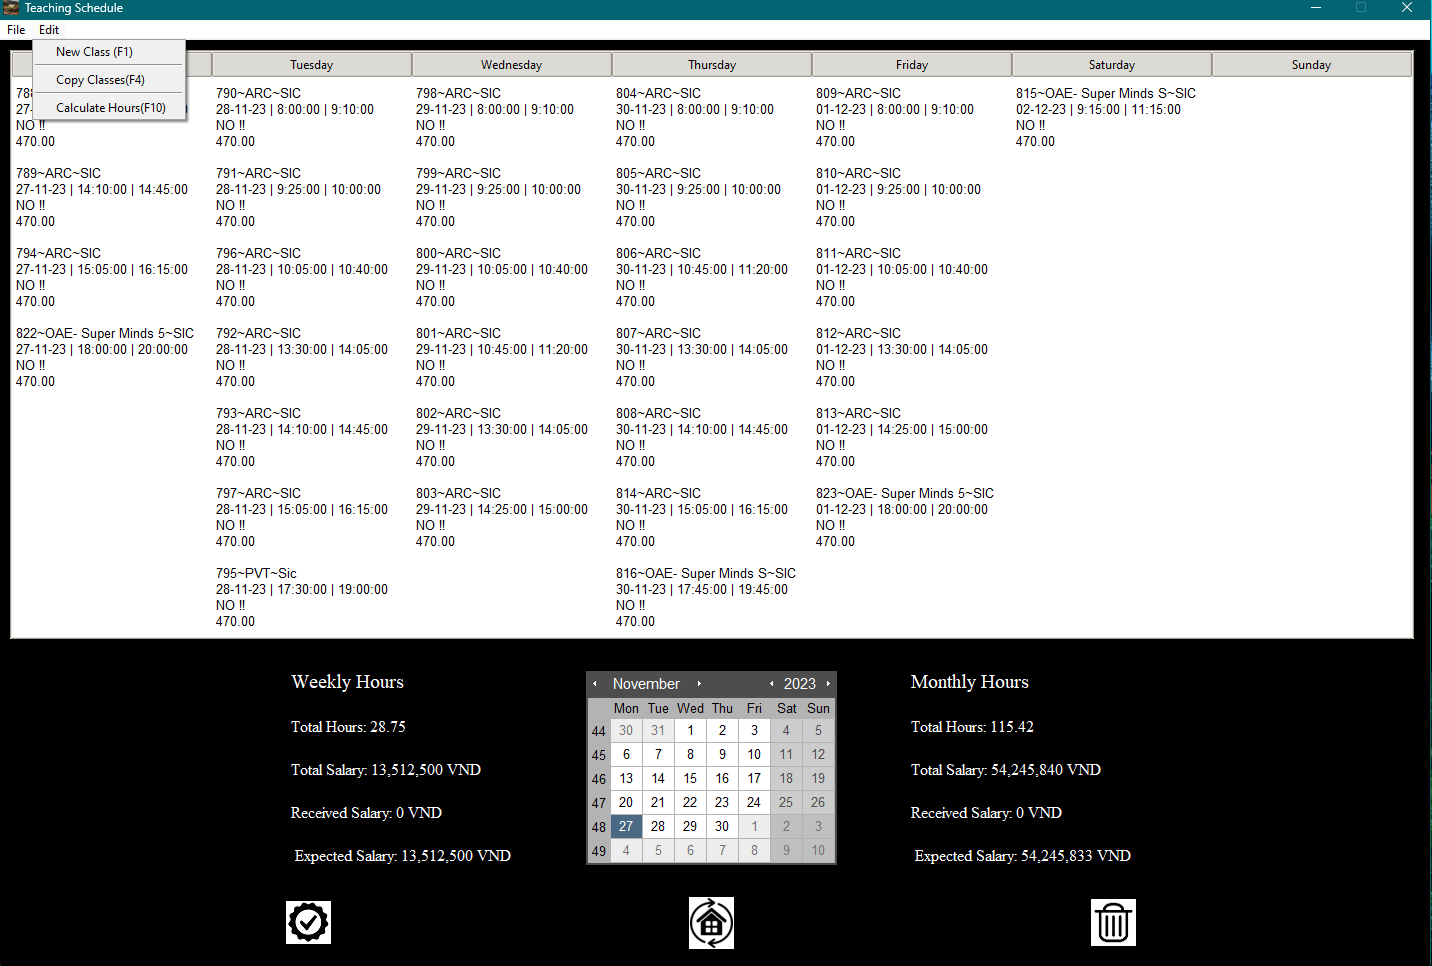 Teaching Schedule
File Edit
New Class (F1)
Copy Classes(F4)
Calculate Hours(F10)
Tuesday Wednesday Thursday Friday Saturday Sunday
788
27-
NO !!
470.00
789~ARC~SIC
27-11-23 | 14:10:00 | 14:45:00
NO !!
470.00
794~ARC~SIC
27-11-23 | 15:05:00 | 16:15:00
NO !!
470.00
822~OAE- Super Minds 5~SIC
27-11-23 | 18:00:00 | 20:00:00
NO !!
470.00
790~ARC~SIC
28-11-23 | 8:00:00 | 9:10:00
NO !!
470.00
791~ARC~SIC
28-11-23 | 9:25:00 | 10:00:00
NO !!
470.00
796~ARC~SIC
28-11-23 | 10:05:00 | 10:40:00
NO !!
470.00
792~ARC~SIC
28-11-23 | 13:30:00 | 14:05:00
NO !!
470.00
793~ARC~SIC
28-11-23 | 14:10:00 | 14:45:00
NO !!
470.00
797~ARC~SIC
28-11-23 | 15:05:00 | 16:15:00
NO !!
470.00
795~PVT~Sic
28-11-23 | 17:30:00 | 19:00:00
NO !!
470.00
798~ARC~SIC
29-11-23 | 8:00:00 | 9:10:00
NO !!
470.00
799~ARC~SIC
29-11-23 | 9:25:00 | 10:00:00
NO !!
470.00
800~ARC~SIC
29-11-23 | 10:05:00 | 10:40:00
NO !!
470.00
801~ARC~SIC
29-11-23 | 10:45:00 | 11:20:00
NO !!
470.00
802~ARC~SIC
29-11-23 | 13:30:00 | 14:05:00
NO !!
470.00
803~ARC~SIC
29-11-23 | 14:25:00 | 15:00:00
NO !!
470.00
804~ARC~SIC
30-11-23 | 8:00:00 | 9:10:00
NO !!
470.00
805~ARC~SIC
30-11-23 | 9:25:00 | 10:00:00
NO !!
470.00
806~ARC~SIC
30-11-23 | 10:45:00 | 11:20:00
NO !!
470.00
807~ARC~SIC
30-11-23 | 13:30:00 | 14:05:00
NO !!
470.00
808~ARC~SIC
30-11-23 | 14:10:00 | 14:45:00
NO !!
470.00
814~ARC~SIC
30-11-23 | 15:05:00 | 16:15:00
NO !!
470.00
816~OAE- Super Minds S~SIC
30-11-23 | 17:45:00 | 19:45:00
NO !!
470.00
809~ARC~SIC
01-12-23 | 8:00:00 | 9:10:00
NO !!
470.00
810~ARC~SIC
01-12-23 | 9:25:00 | 10:00:00
NO !!
470.00
811~ARC~SIC
01-12-23 | 10:05:00 | 10:40:00
NO !!
470.00
812~ARC~SIC
01-12-23 | 13:30:00 | 14:05:00
NO !!
470.00
813~ARC~SIC
01-12-23 | 14:25:00 | 15:00:00
NO !!
470.00
823~OAE- Super Minds 5~SIC
01-12-23 | 18:00:00 | 20:00:00
NO !!
470.00
815~OAE- Super Minds S~SIC
02-12-23 | 9:15:00 | 11:15:00
NO !!
470.00
Weekly Hours
Total Hours: 28.75
Total Salary: 13,512,500 VND
Received Salary: 0 VND
Expected Salary: 13,512,500 VND
November 2023
Mon Tue Wed Thu Fri Sat Sun
44 30 31 1 2 3 4 5
45 6 7 8 9 10 11 12
46 13 14 15 16 17 18 19
47 20 21 22 23 24 25 26
48 27 28 29 30 1 2 3
49 4 5 6 7 8 9 10
Monthly Hours
Total Hours: 115.42
Total Salary: 54,245,840 VND
Received Salary: 0 VND
Expected Salary: 54,245,833 VND